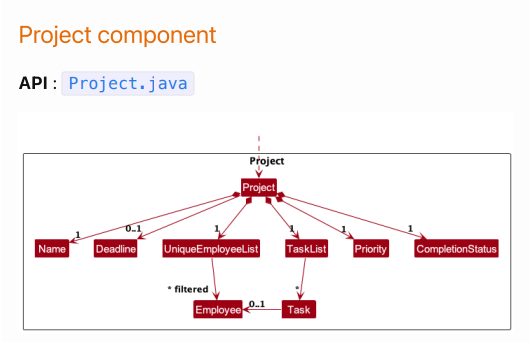 Project component
API : Project.java
Project
Project
1 0..1 1 1 1 1
Name Deadline UniqueEmployeeList TaskList Priority CompletionStatus
* filtered *
Employee 0..1 Task